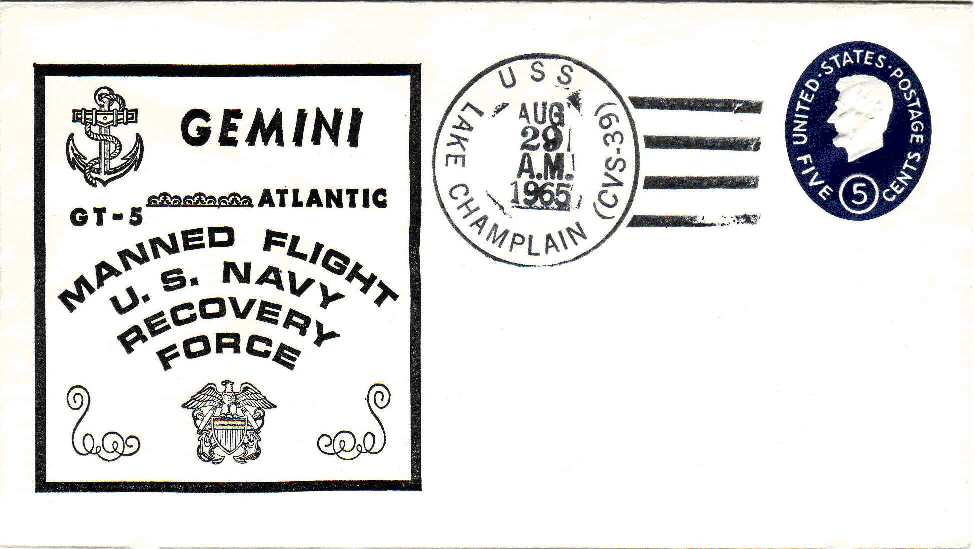 GEMINI
GT-5 ATLANTIC
MANNED FLIGHT
U. S. NAVY
RECOVERY
FORCE
USS LAKE CHAMPLAIN (CVS-39)
AUG
29
A.M.
1965
UNITED·STATES·POSTAGE
FIVE 5 CENTS